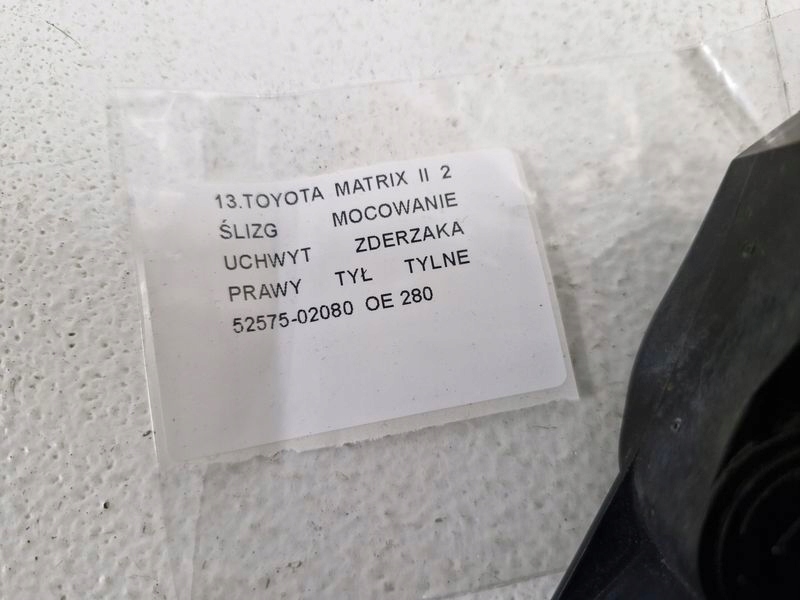 13.TOYOTA MATRIX II 2
ŚLIZG MOCOWANIE
UCHWYT ZDERZAKA
PRAWY TYŁ TYLNE
52575-02080 OE 280